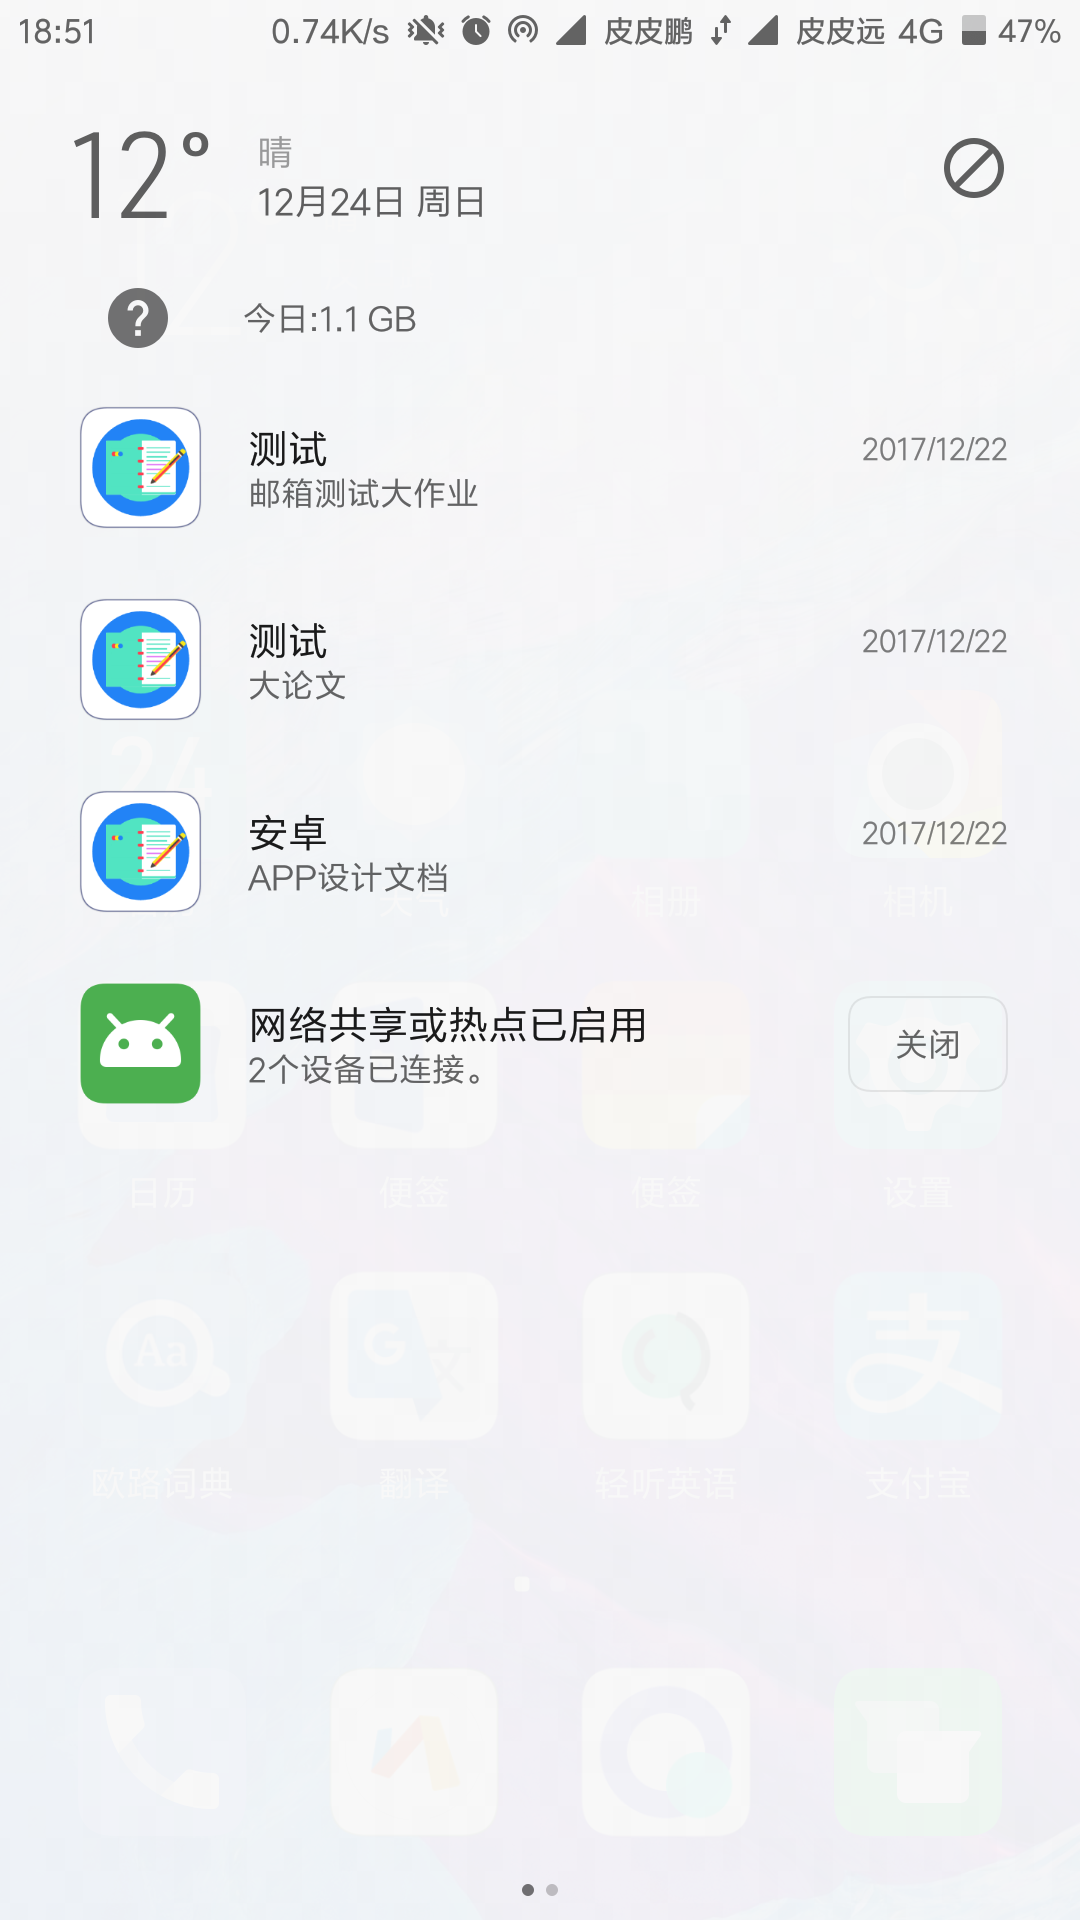 18:51 0.74K/s 皮皮鹏 皮皮远 4G 47%
12° 晴
12月24日 周日
? 今日:1.1 GB
测试 2017/12/22
邮箱测试大作业
测试 2017/12/22
大论文
24
安卓 2017/12/22
APP设计文档
天气 相册 相机
网络共享或热点已启用 关闭
2个设备已连接。
日历 便签 便签 设置
Aa G 文 支
欧路词典 翻译 轻听英语 支付宝